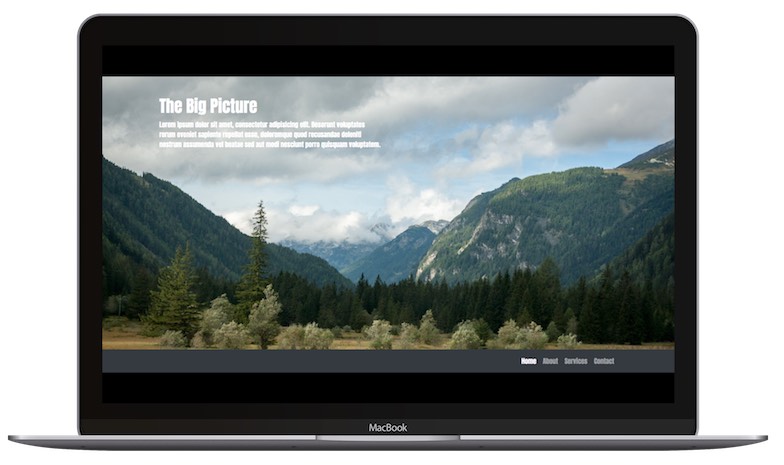 The Big Picture
Lorem ipsum dolor sit amet, consectetur adipisicing elit. Deserunt voluptates
rerum eveniet sapiente repellat esse, doloremque quod recusandae deleniti
nostrum assumenda vel beatae sed aut modi nesciunt porro quisquam voluptatem.
Home About Services Contact
MacBook